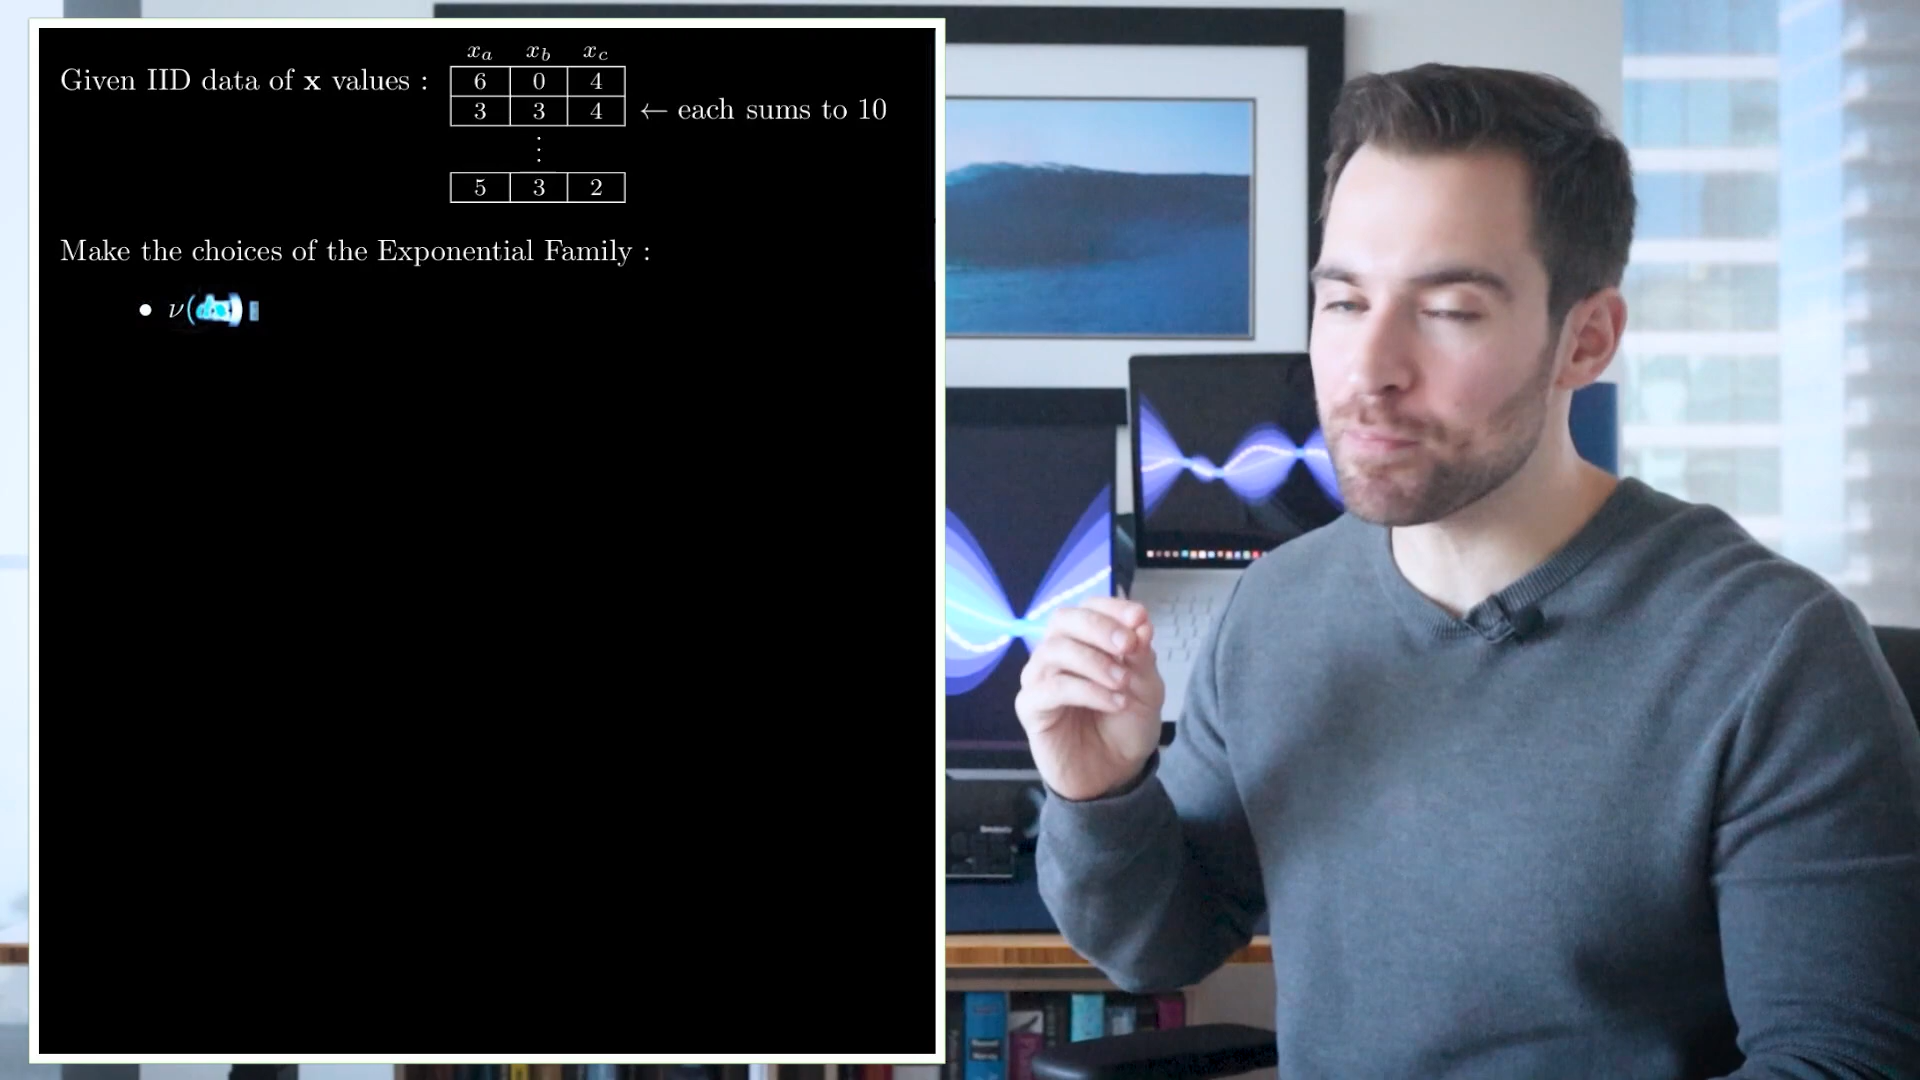 x_a x_b x_c
Given IID data of x values : 6 0 4
3 3 4 ← each sums to 10
⋮
5 3 2
Make the choices of the Exponential Family :
• ν(